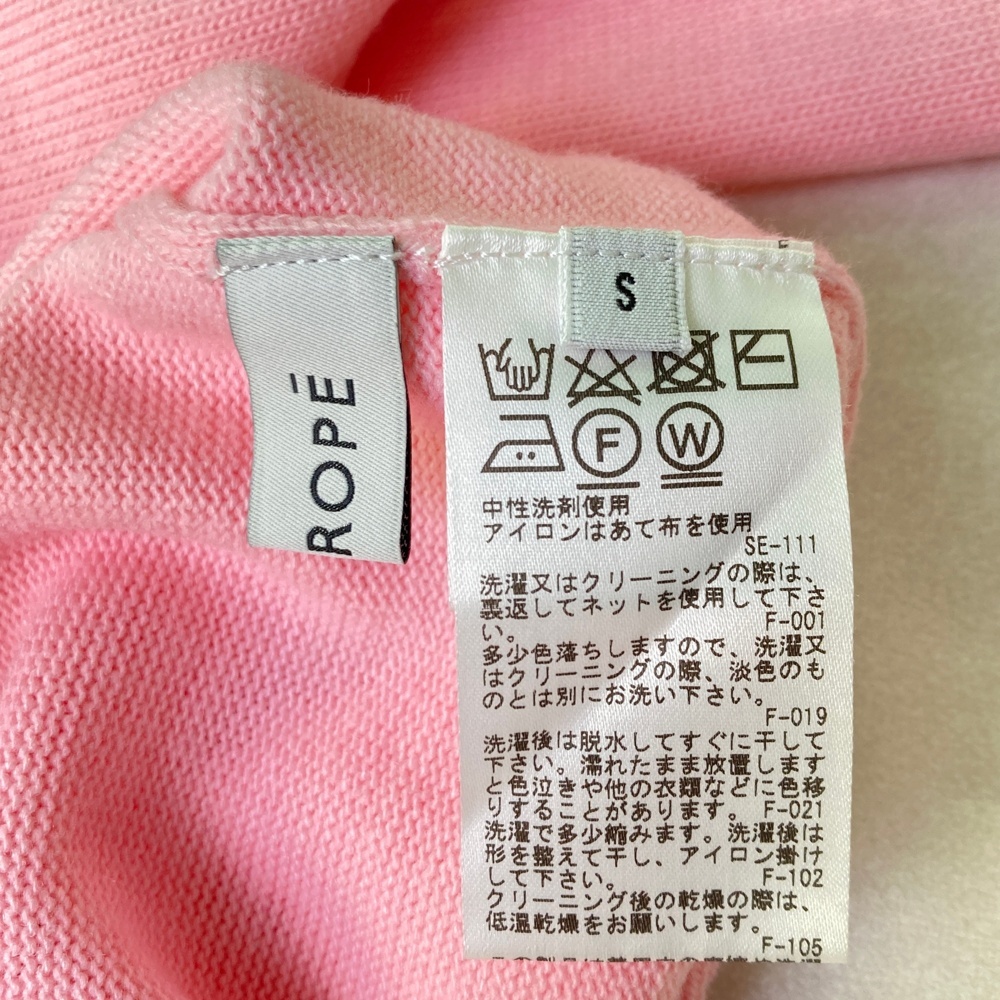 ROPÉ
S
F
W
中性洗剤使用
アイロンはあて布を使用
SE-111
洗濯又はクリーニングの際は、
裏返してネットを使用して下さ
い。
F-001
多少色落ちしますので、洗濯又
はクリーニングの際、淡色のも
のとは別にお洗い下さい。
F-019
洗濯後は脱水してすぐに干して
下さい。濡れたまま放置します
と色泣きや他の衣類などに色移
りすることがあります。 F-021
洗濯で多少縮みます。洗濯後は
形を整えて干し、アイロン掛け
して下さい。 F-102
クリーニング後の乾燥の際は、
低温乾燥をお願いします。
F-105